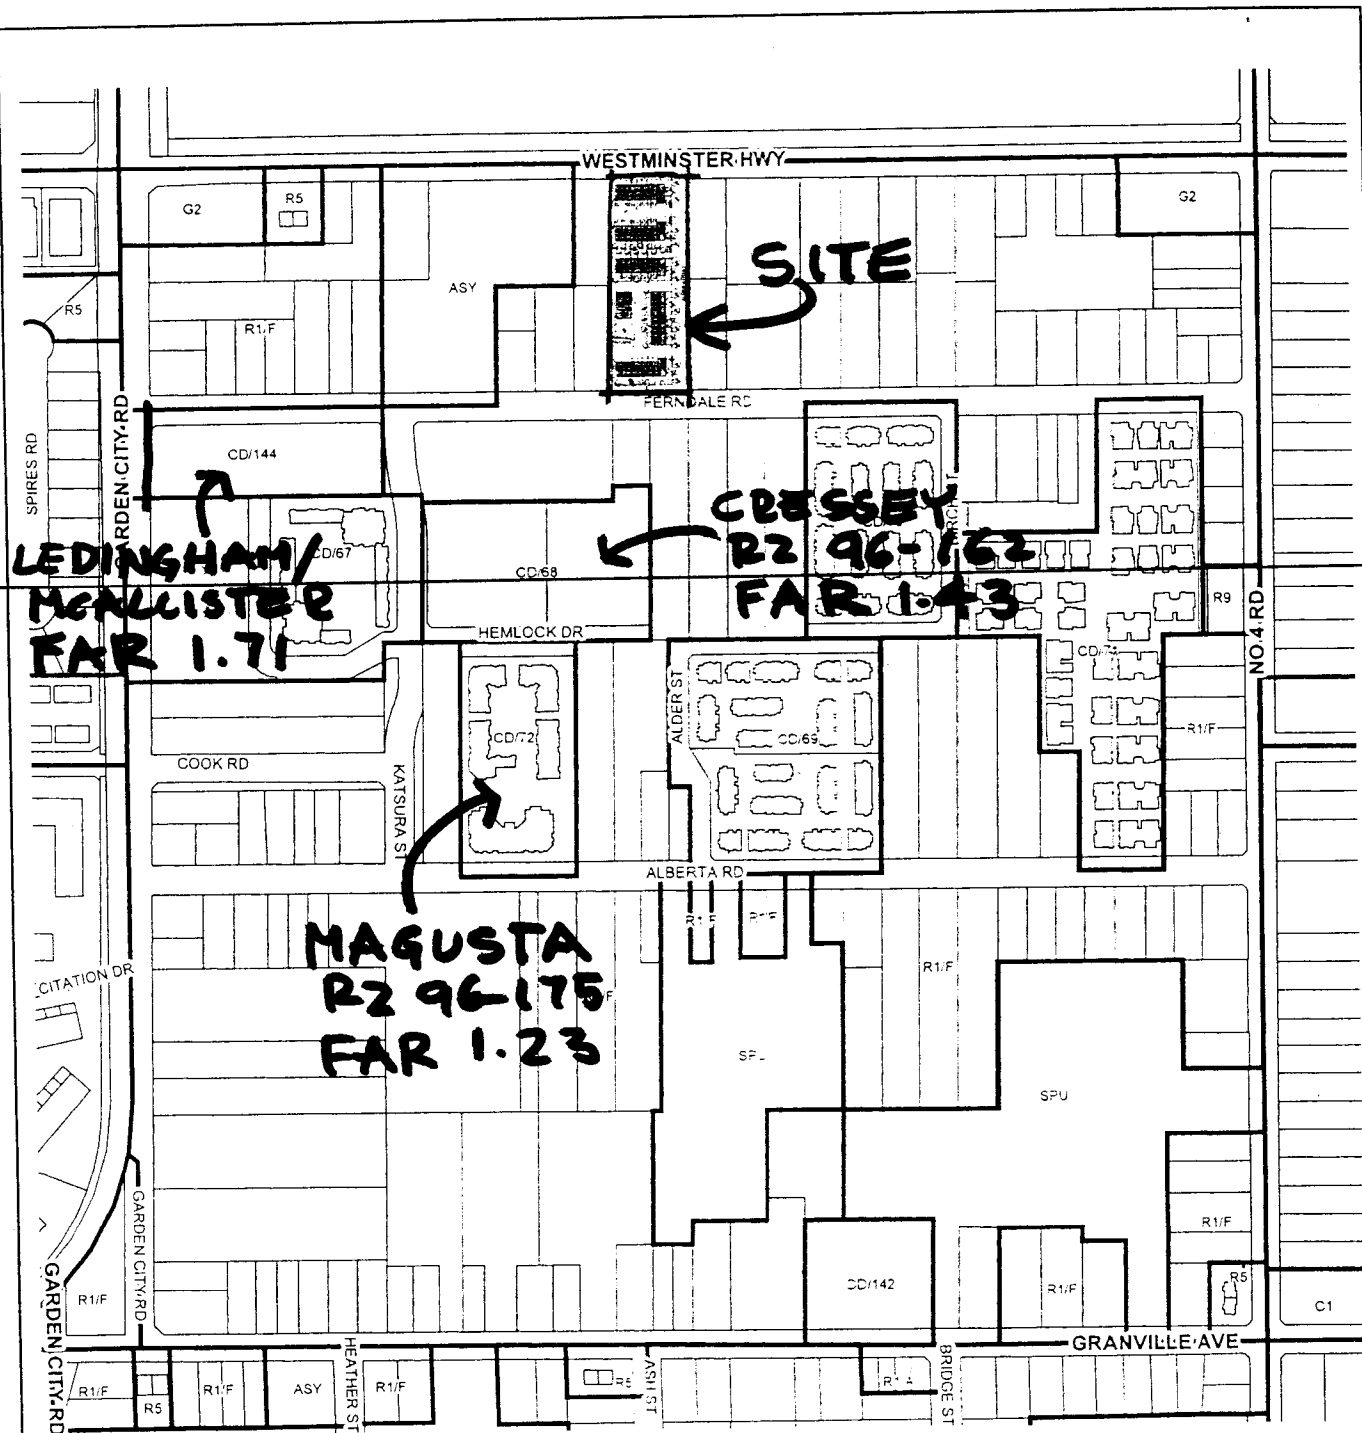 WESTMINSTER HWY
G2
R5
G2
SITE
ASY
R5
R1/F
FERNDALE RD
GARDEN CITY RD
SPIRES RD
CD/144
CRESSEY
RZ 96-162
FAR 1.43
LEDINGHAM/
MCALLISTER
FAR 1.71
CD/67
CD/68
R9
NO.4 RD
HEMLOCK DR
ALDER ST
CD/72
CD/69
R1/F
COOK RD
KATSURA ST
ALBERTA RD
R1/F
R1/F
R1/F
MAGUSTA
RZ 96-175
FAR 1.23
CITATION DR
SPU
GARDEN CITY RD
R1/F
CD/142
R1/F
R5
C1
R1/F
GARDEN CITY RD
GRANVILLE AVE
HEATHER ST
ASH ST
BRIDGE ST
R1/F
R5
R1/F
ASY
R1/F
R5